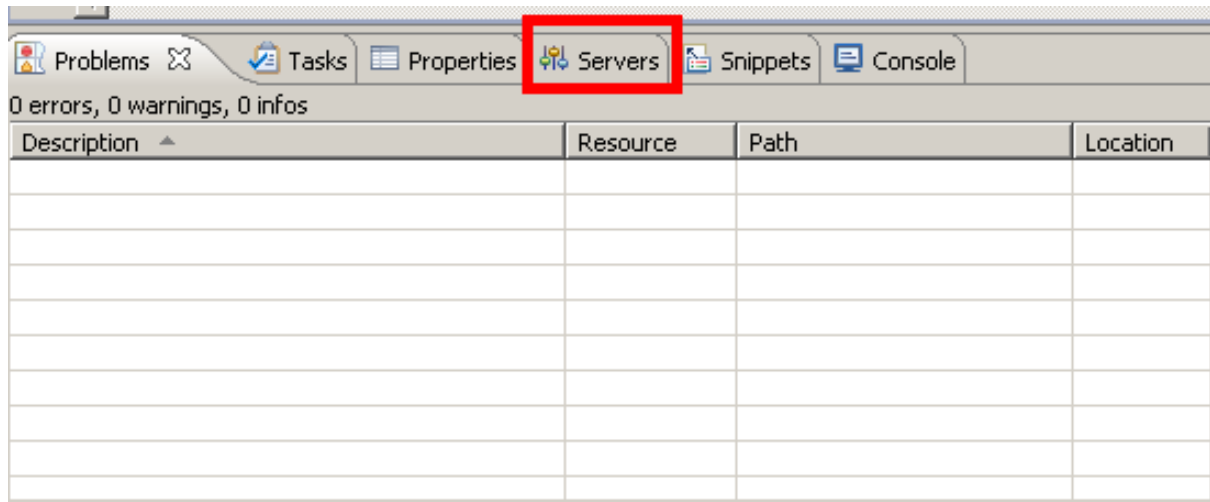 Problems Tasks Properties Servers Snippets Console
0 errors, 0 warnings, 0 infos
Description Resource Path Location